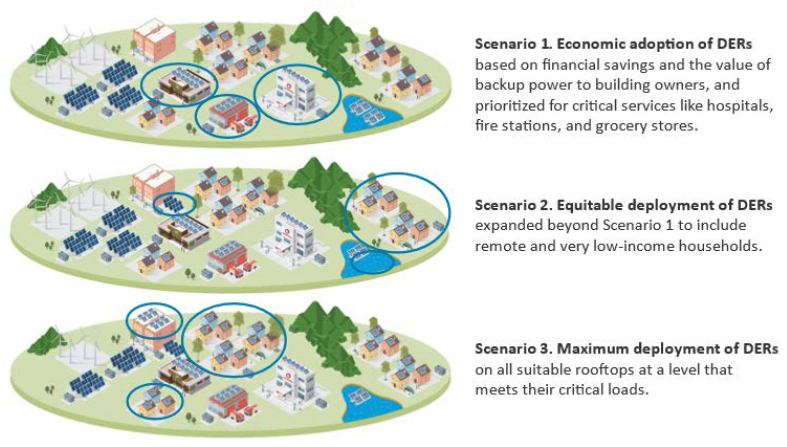 Scenario 1. Economic adoption of DERs
based on financial savings and the value of
backup power to building owners, and
prioritized for critical services like hospitals,
fire stations, and grocery stores.
Scenario 2. Equitable deployment of DERs
expanded beyond Scenario 1 to include
remote and very low-income households.
Scenario 3. Maximum deployment of DERs
on all suitable rooftops at a level that
meets their critical loads.